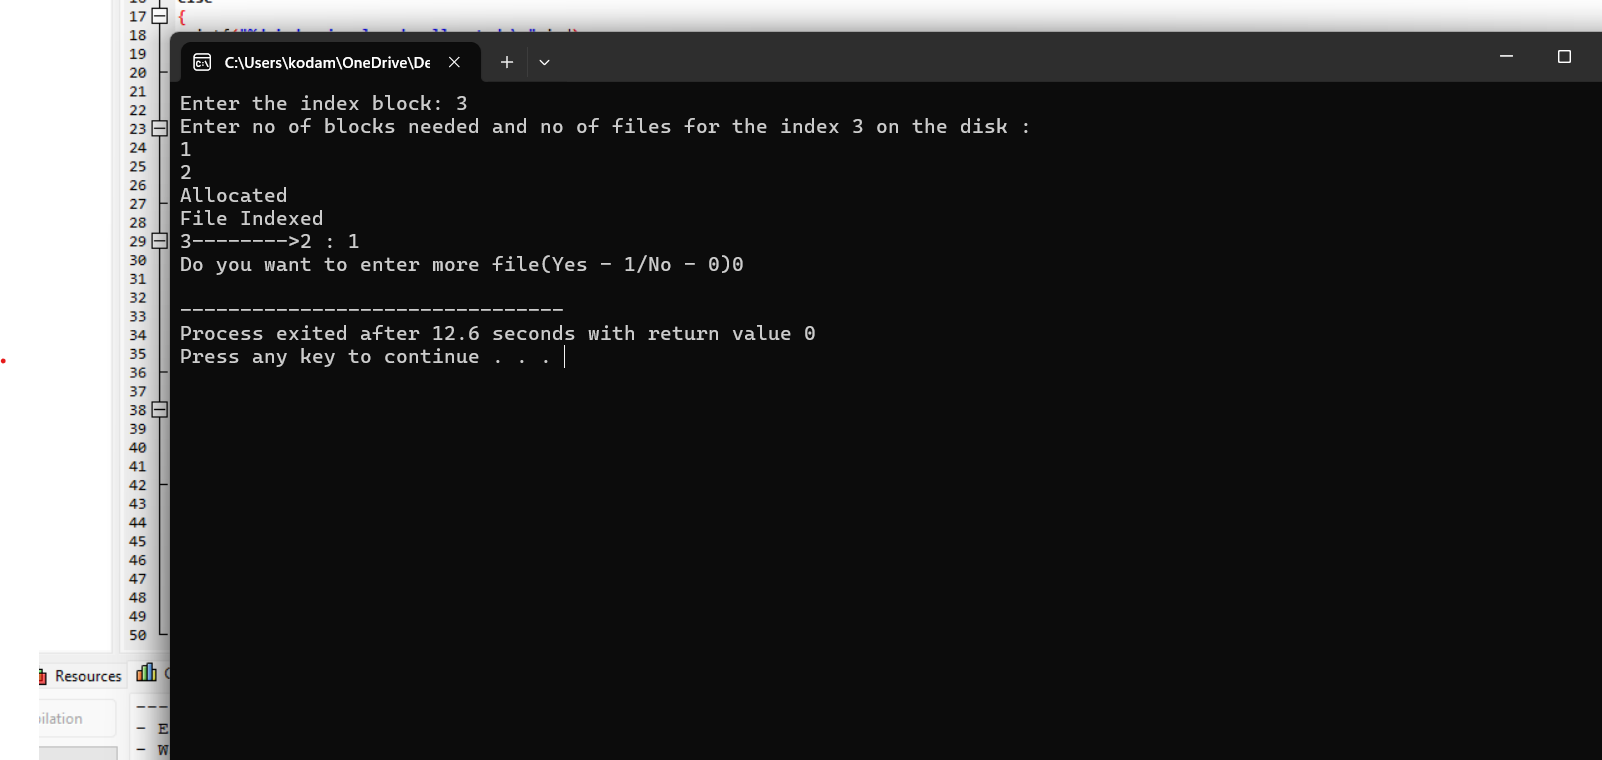 17 {
18
19
20
21
22
23
24
25
26
27
28
29
30
31
32
33
34
35
36
37
38
39
40
41
42
43
44
45
46
47
48
49
50
C:\Users\kodam\OneDrive\De
Enter the index block: 3
Enter no of blocks needed and no of files for the index 3 on the disk :
1
2
Allocated
File Indexed
3-------->2 : 1
Do you want to enter more file(Yes - 1/No - 0)0
--------------------------------
Process exited after 12.6 seconds with return value 0
Press any key to continue . . .
Resources
ilation
- E
- W